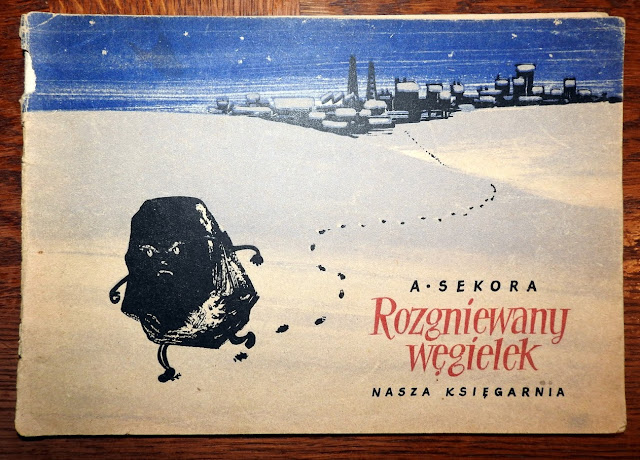 A. SEKORA
Rozgniewany
węgielek
NASZA KSIĘGARNIA